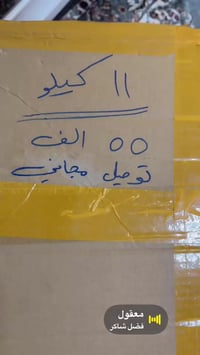 ١١ كيلو
٥٥ الف
توصيل مجاني
معقول
فضل شاكر